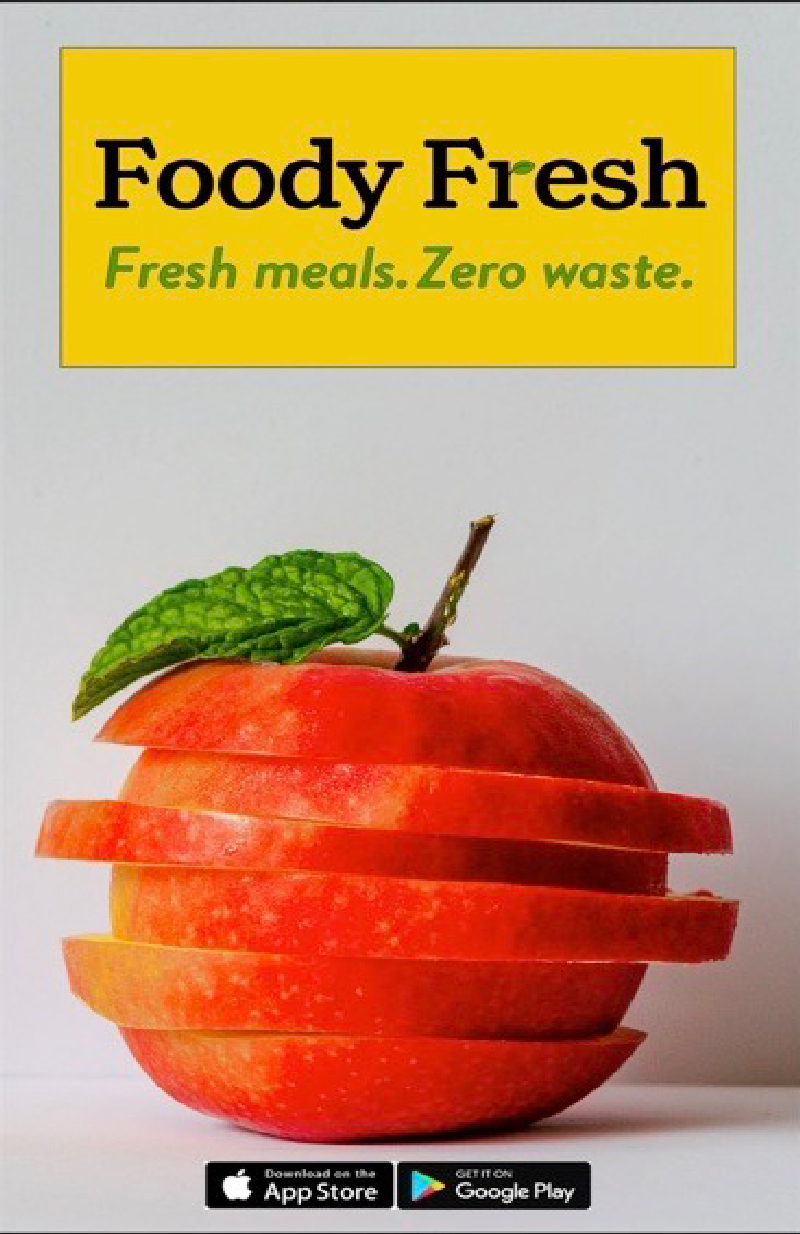 Foody Fresh
Fresh meals. Zero waste.
Download on the
App Store
GET IT ON
Google Play